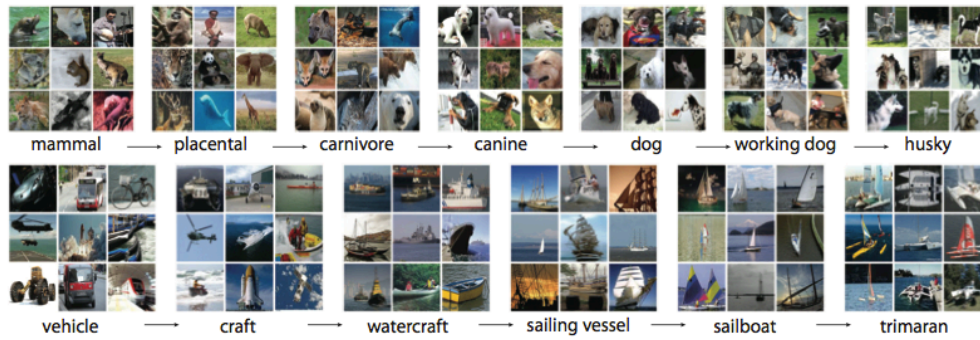 mammal → placental → carnivore → canine → dog → working dog → husky
vehicle → craft → watercraft → sailing vessel → sailboat → trimaran